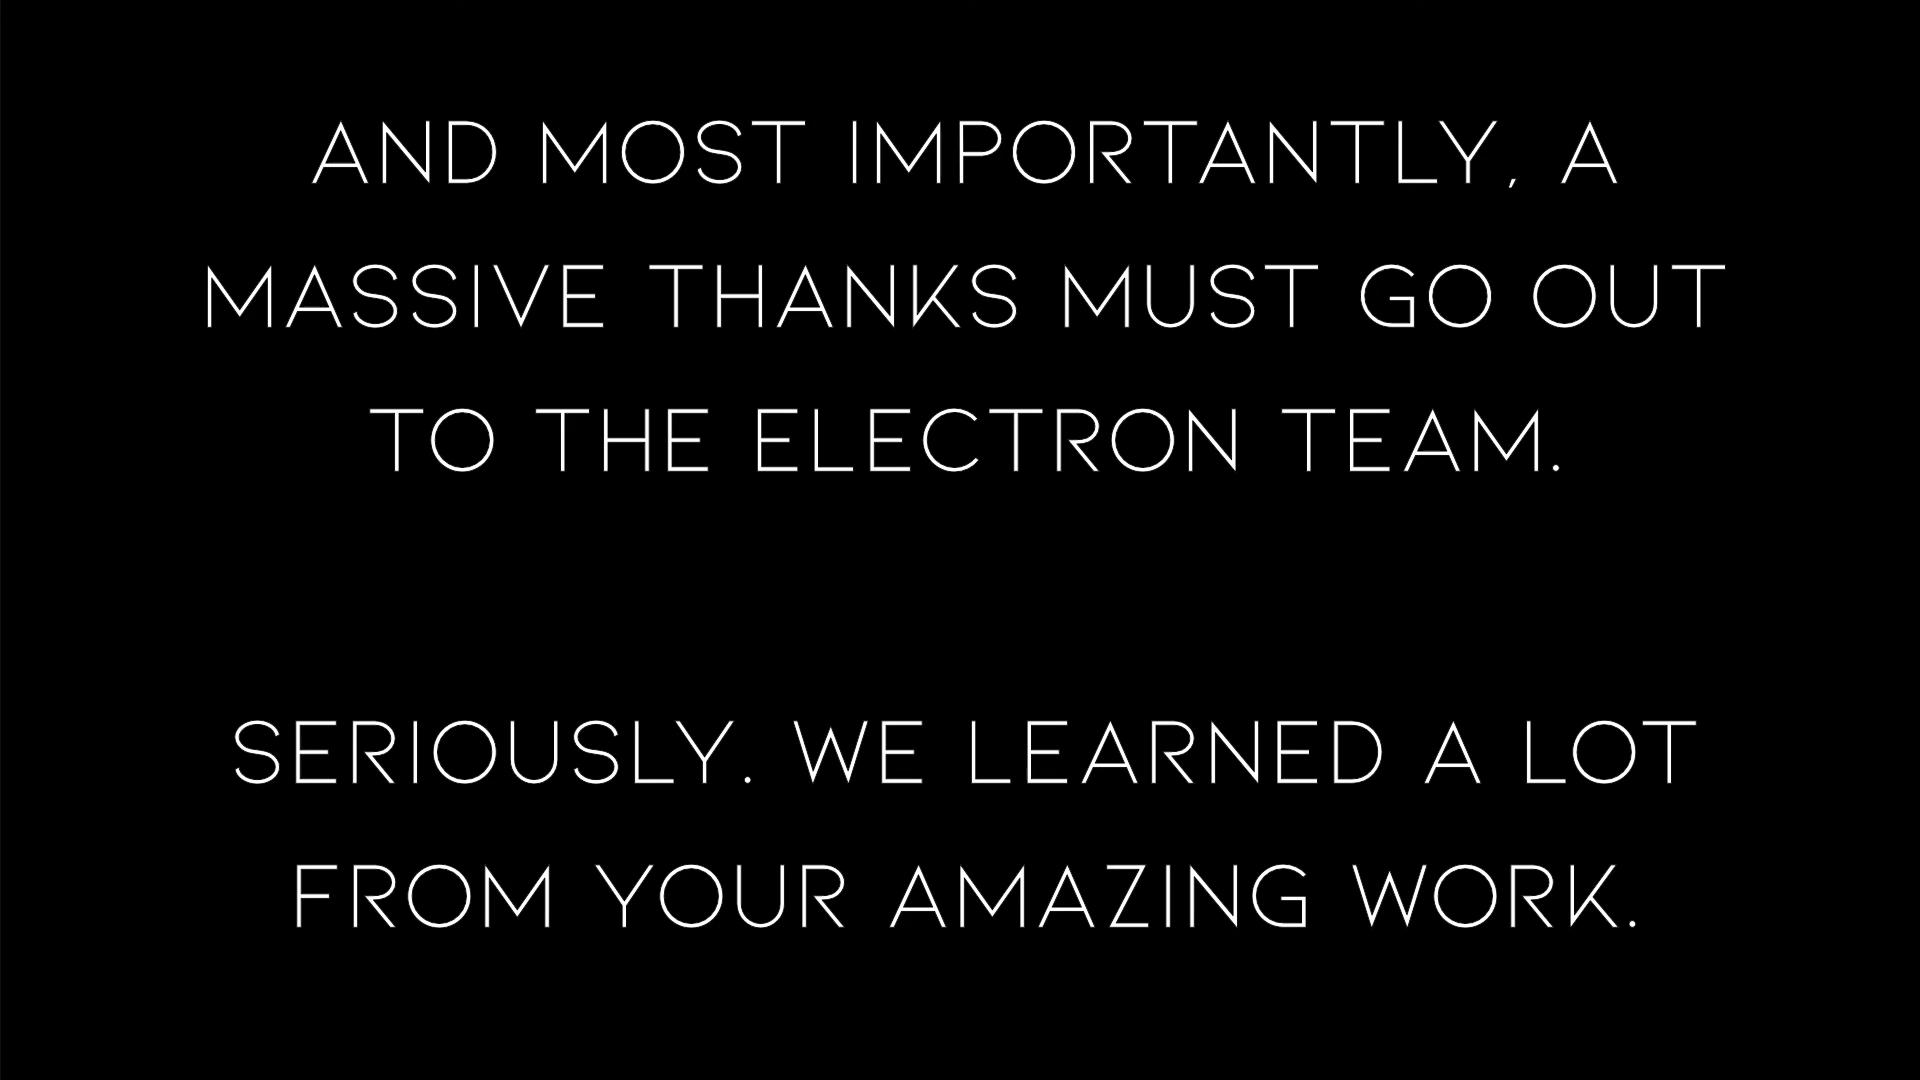 AND MOST IMPORTANTLY, A
MASSIVE THANKS MUST GO OUT
TO THE ELECTRON TEAM.
SERIOUSLY. WE LEARNED A LOT
FROM YOUR AMAZING WORK.